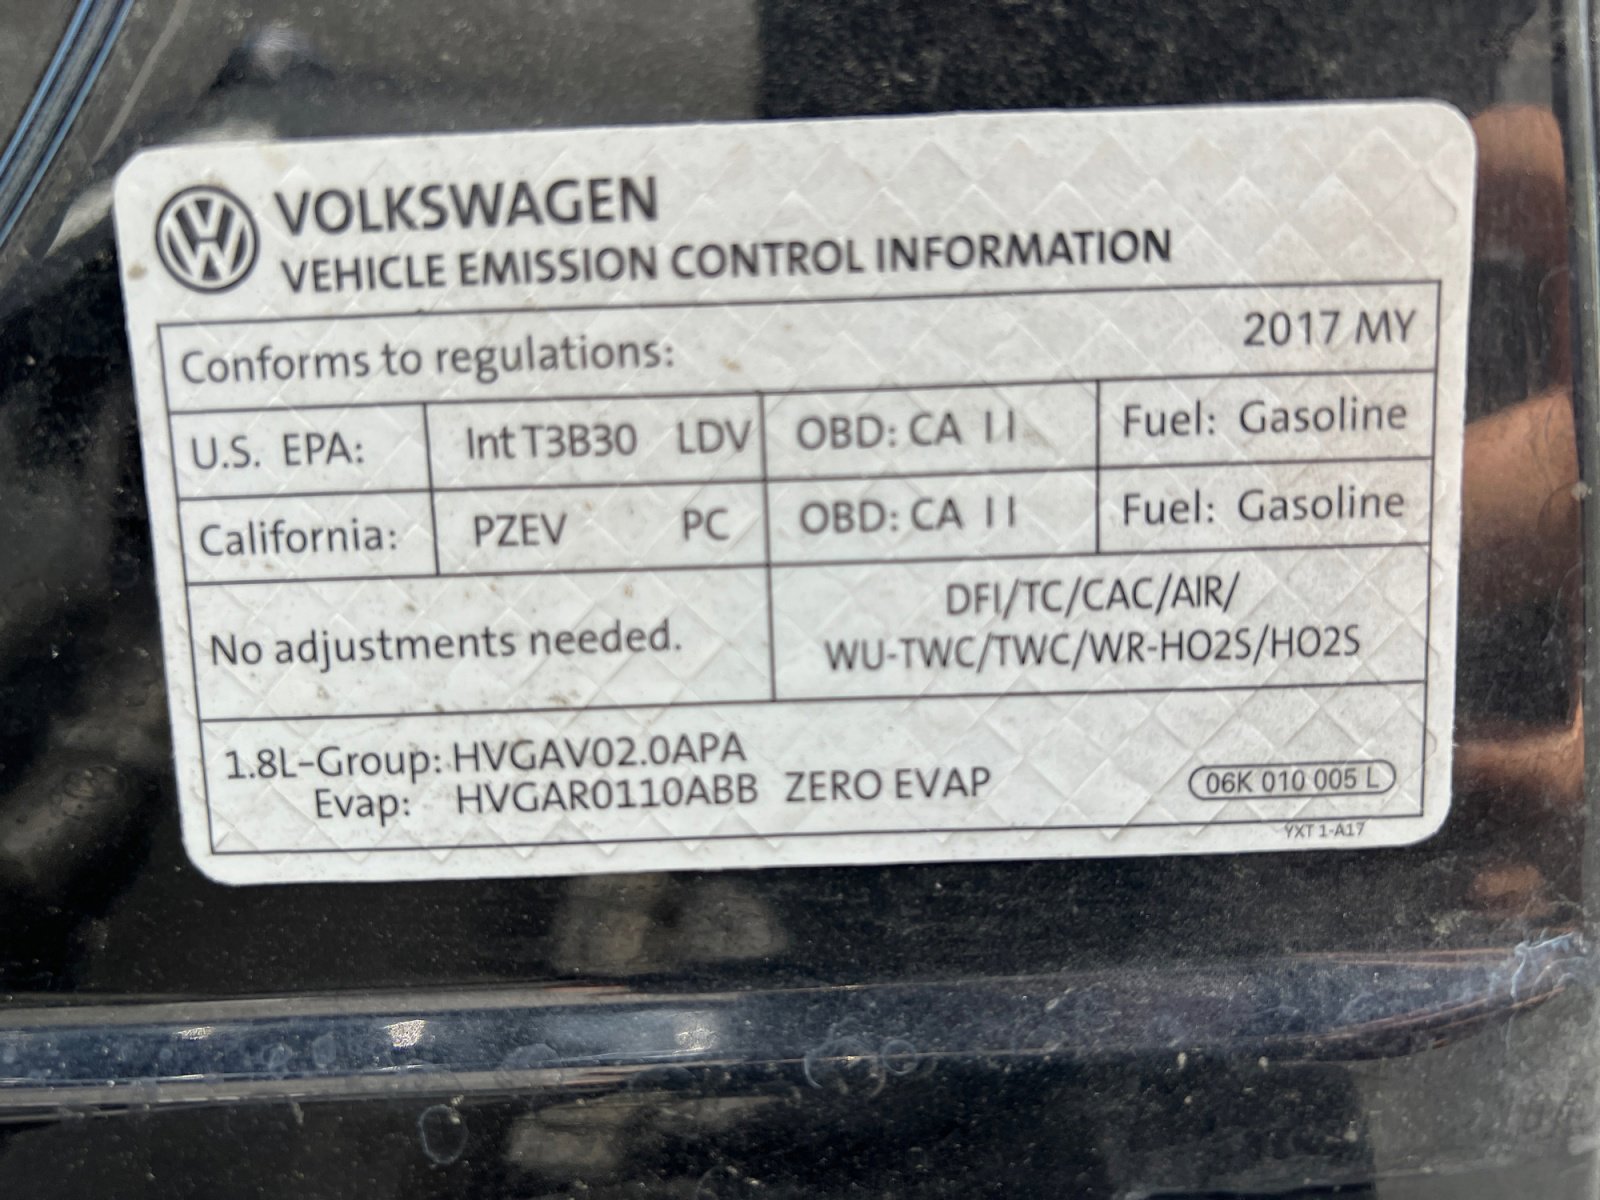 VOLKSWAGEN
VEHICLE EMISSION CONTROL INFORMATION
Conforms to regulations: 2017 MY
U.S. EPA: Int T3B30 LDV OBD: CA II Fuel: Gasoline
California: PZEV PC OBD: CA II Fuel: Gasoline
No adjustments needed.
DFI/TC/CAC/AIR/
WU-TWC/TWC/WR-HO2S/HO2S
1.8L-Group: HVGAV02.0APA
Evap: HVGAR0110ABB ZERO EVAP
06K 010 005 L
YXT 1-A17